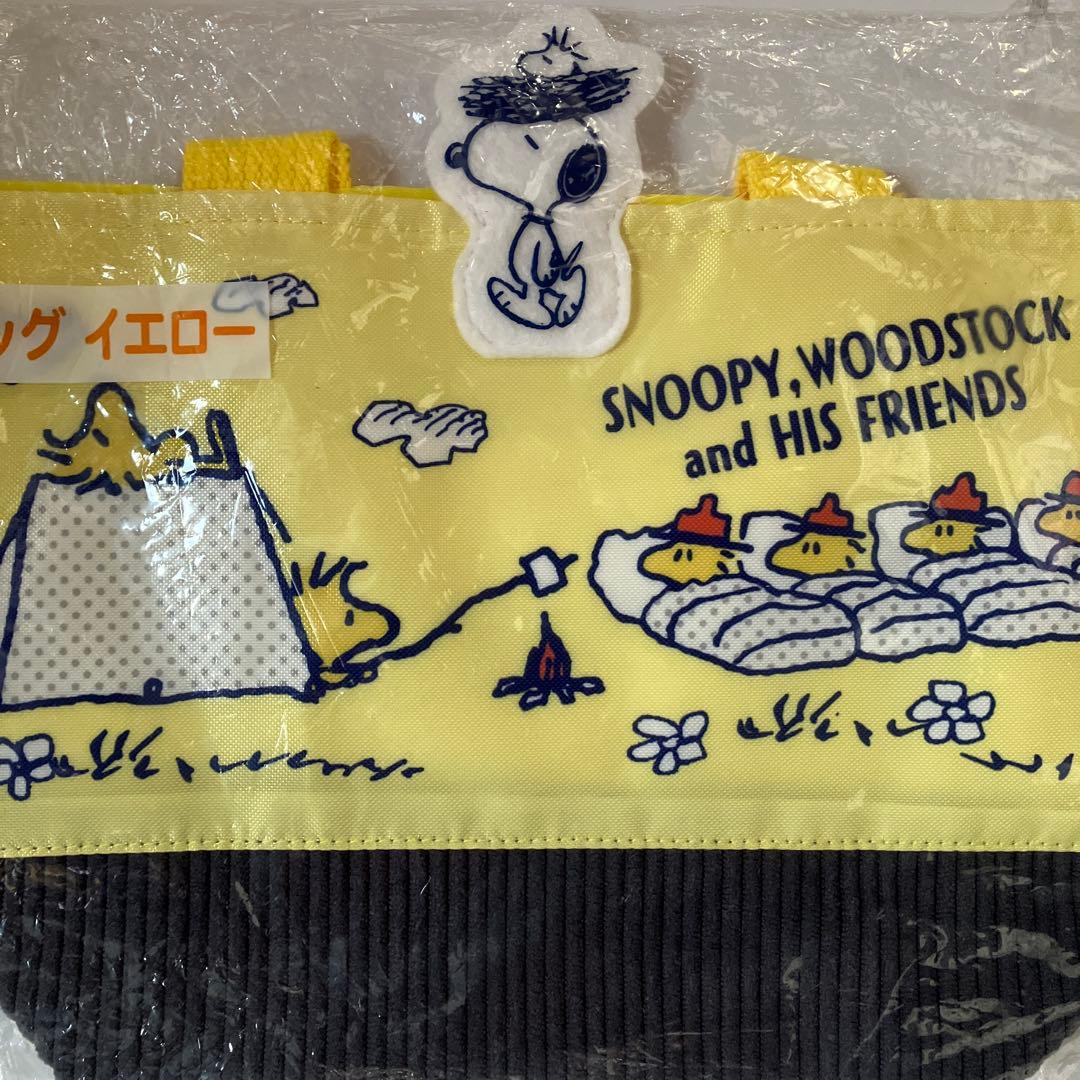 ッグ イエロー
SNOOPY, WOODSTOCK
and HIS FRIENDS